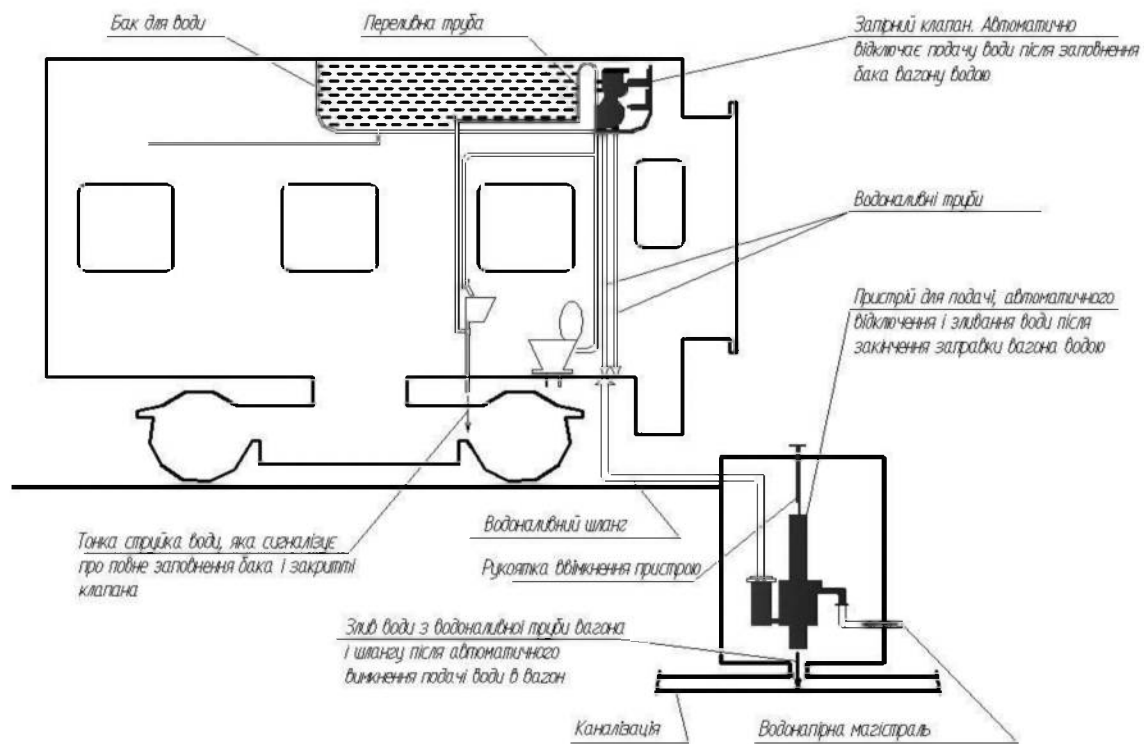 Бак для води
Переливна труба
Запірний клапан. Автоматично
відключає подачу води після заповнення
бака вагону водою
Водоналивні труби
Пристрій для подачі, автоматичного
відключення і зливання води після
закінчення заправки вагона водою
Водоналивний шланг
Тонка струйка води, яка сигналізує
про повне заповнення бака і закритті
клапана
Рукоятка ввімкнення пристрою
Злив води з водоналивної труби вагона
і шлангу після автоматичного
вимкнення подачі води в вагон
Каналізація
Водонапірна магістраль